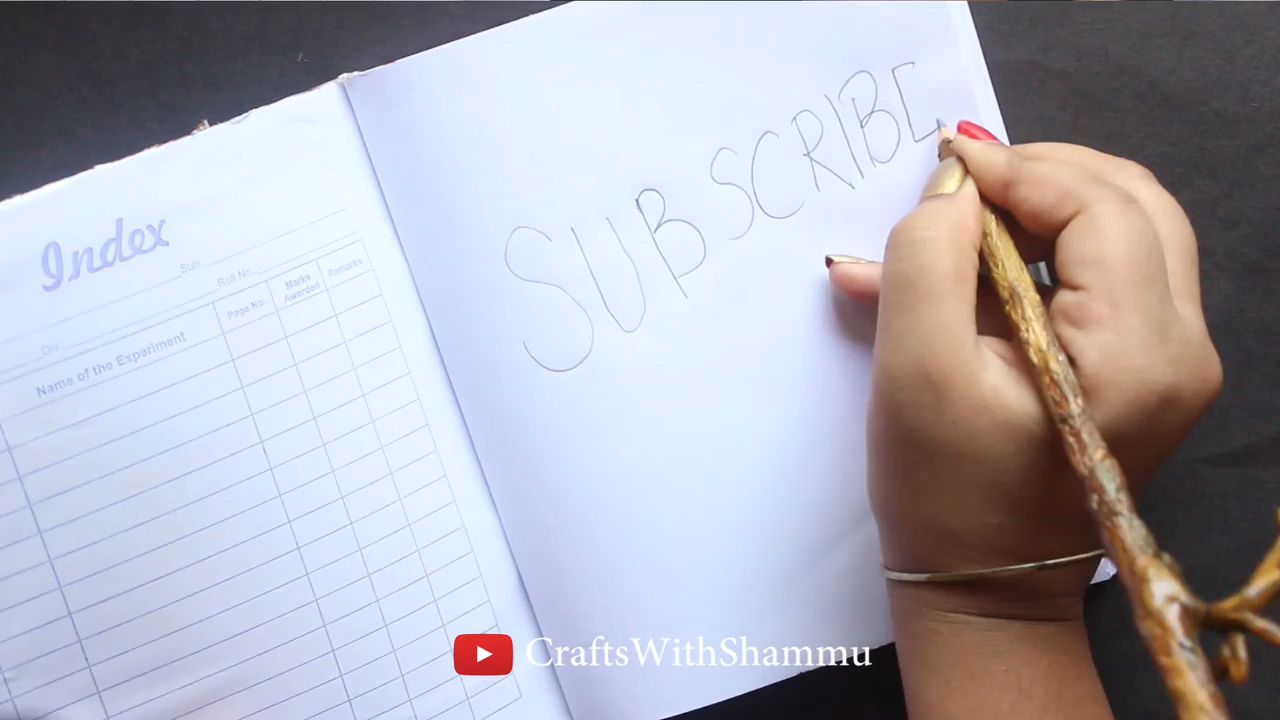 Index
Sub:
Roll No.
Div.:
Name of the Experiment
Page No.
Marks
Awarded
Remarks
SUBSCRIBE
CraftsWithShammu